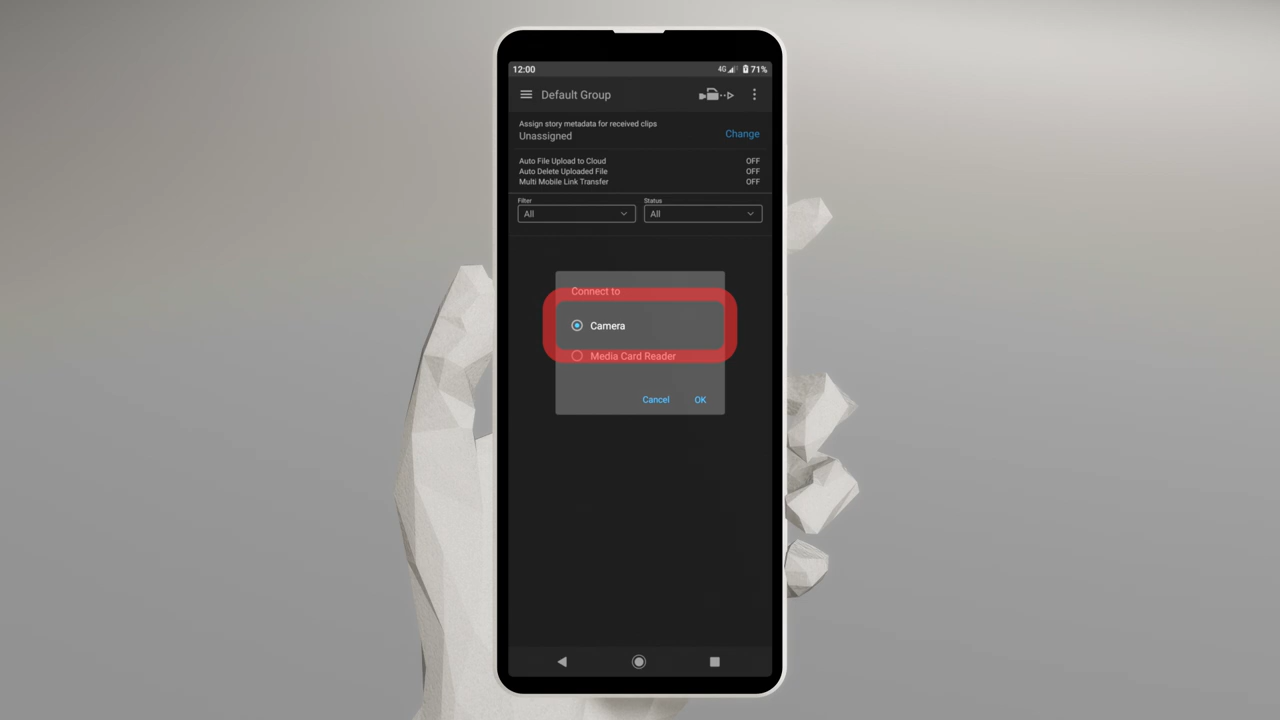 12:00 4G 71%
Default Group
Assign story metadata for received clips
Unassigned Change
Auto File Upload to Cloud OFF
Auto Delete Uploaded File OFF
Multi Mobile Link Transfer OFF
Filter Status
All All
Connect to
Camera
Media Card Reader
Cancel OK